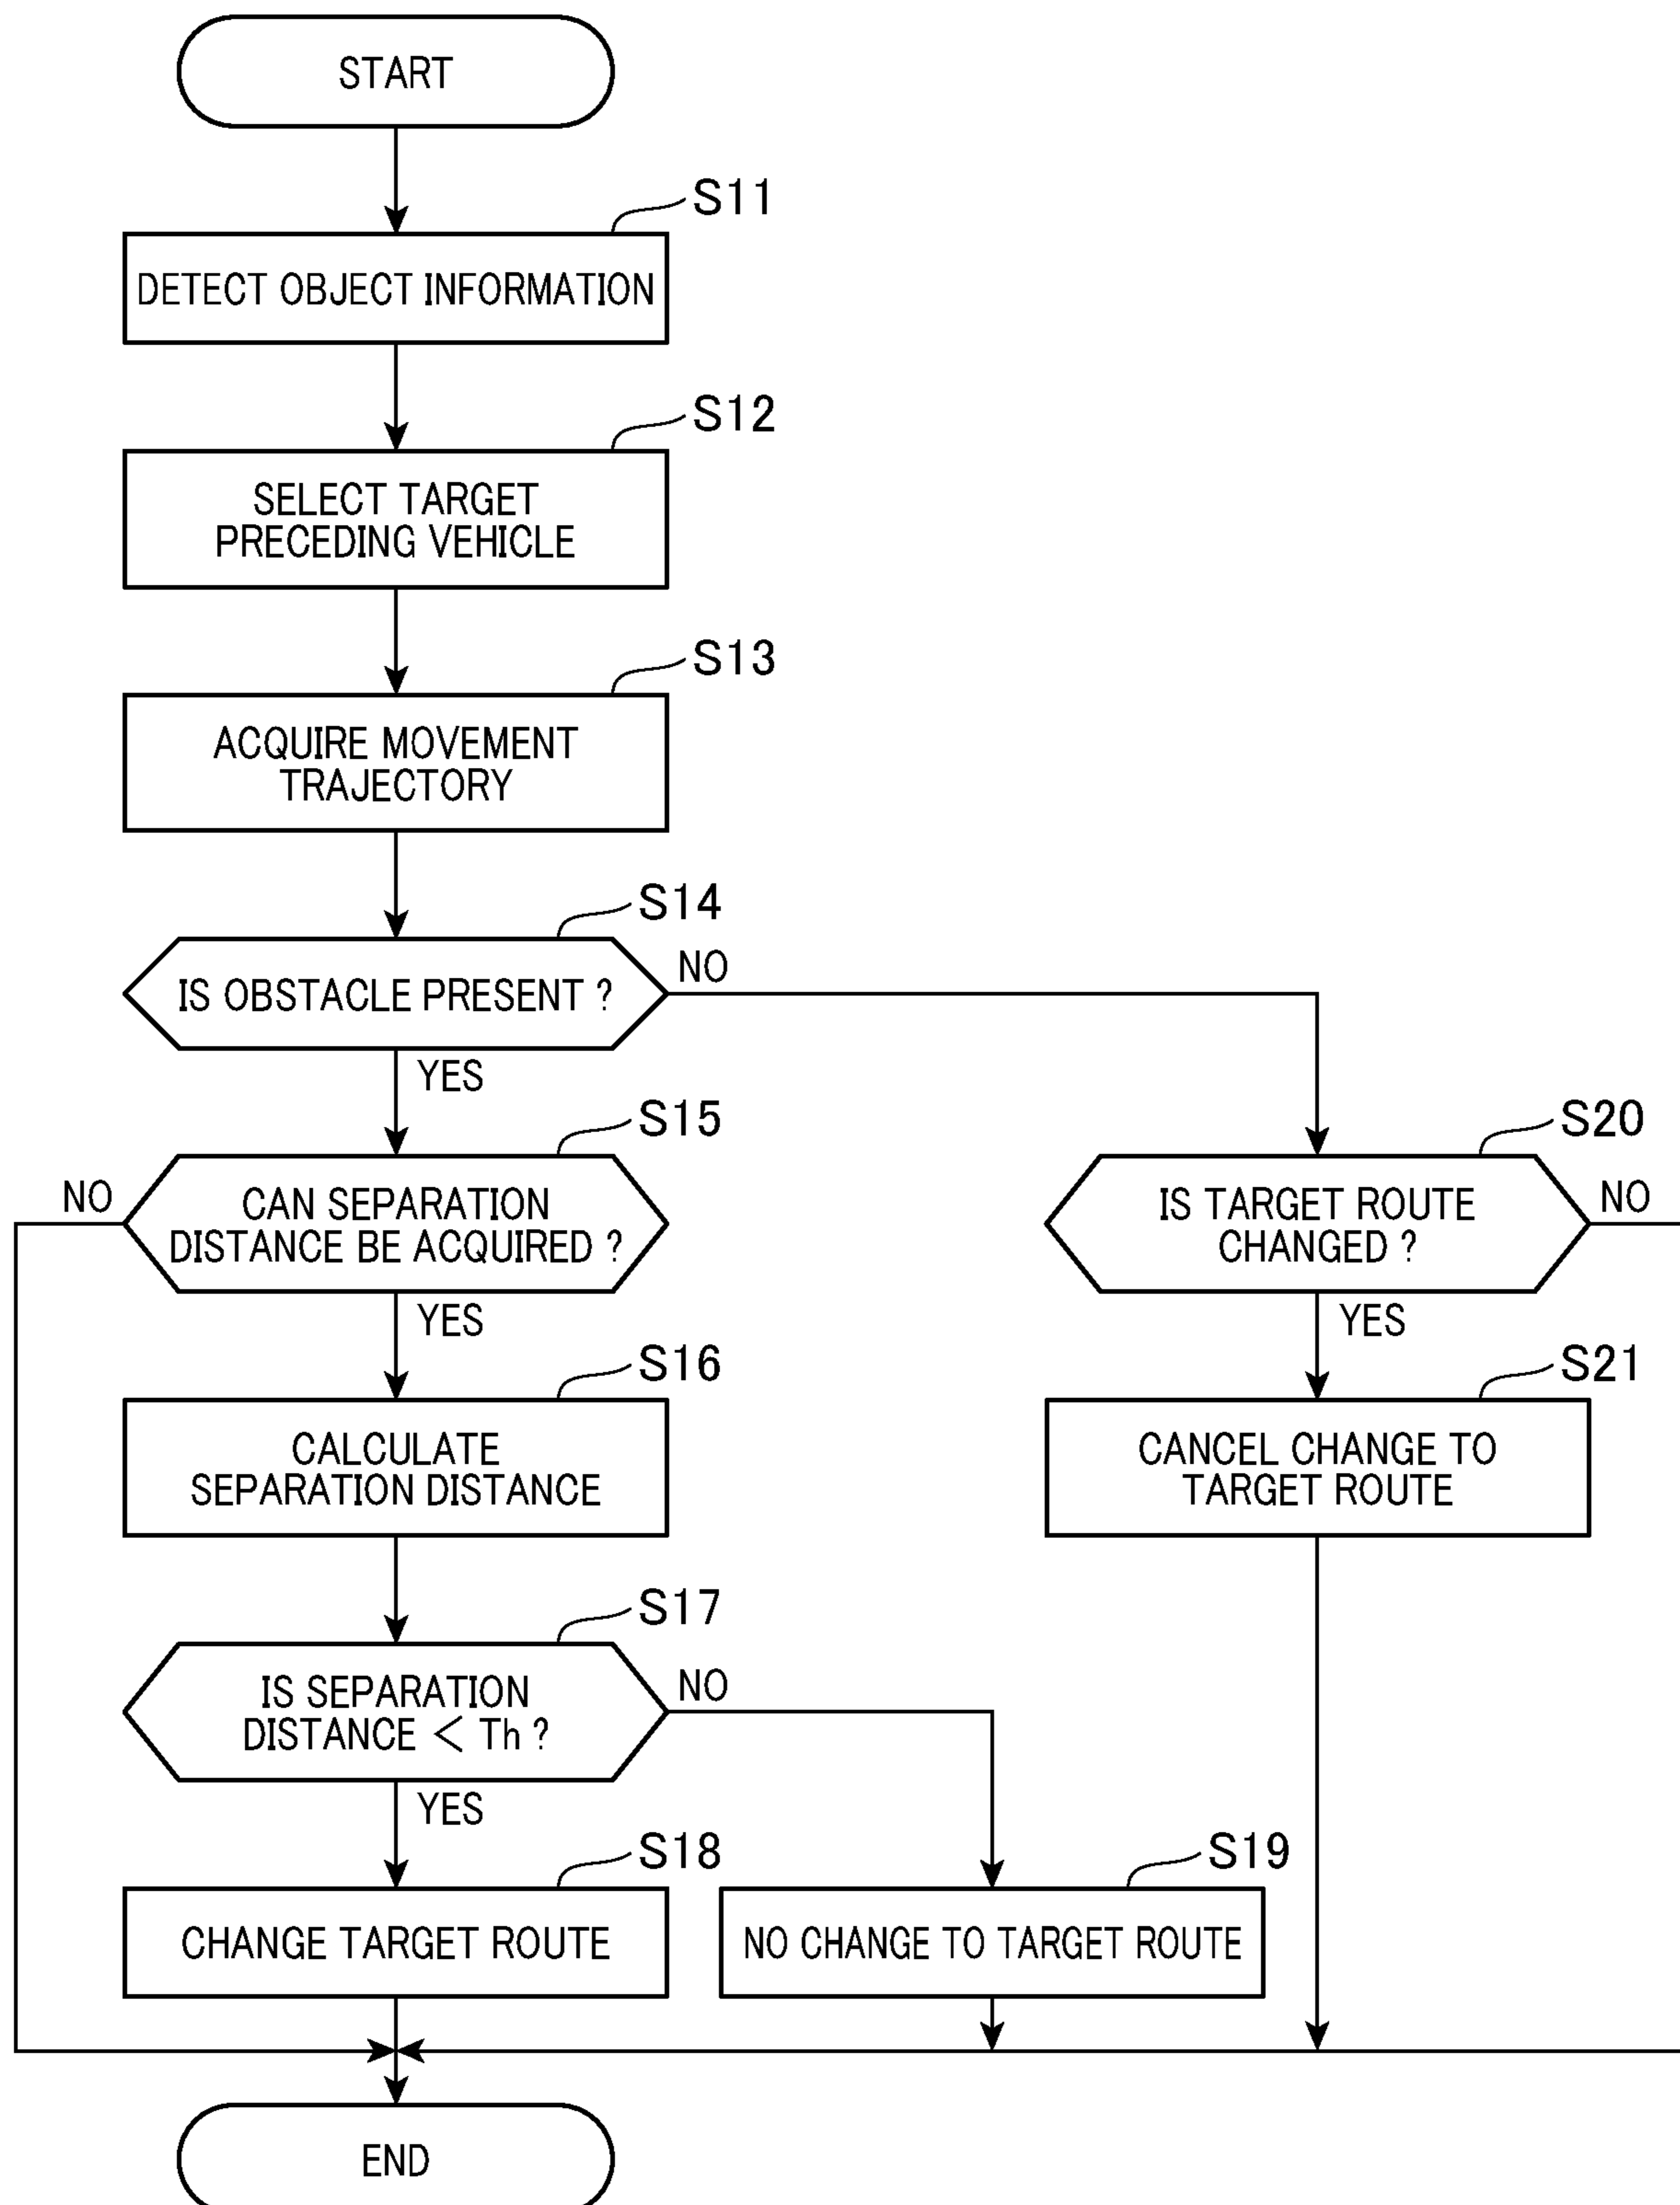 START
S11
DETECT OBJECT INFORMATION
S12
SELECT TARGET
PRECEDING VEHICLE
S13
ACQUIRE MOVEMENT
TRAJECTORY
S14
IS OBSTACLE PRESENT ?
NO
YES
S15
NO
CAN SEPARATION
DISTANCE BE ACQUIRED ?
YES
S20
IS TARGET ROUTE
CHANGED ?
NO
YES
S16
CALCULATE
SEPARATION DISTANCE
S21
CANCEL CHANGE TO
TARGET ROUTE
S17
IS SEPARATION
DISTANCE < Th ?
NO
YES
S18
CHANGE TARGET ROUTE
S19
NO CHANGE TO TARGET ROUTE
END